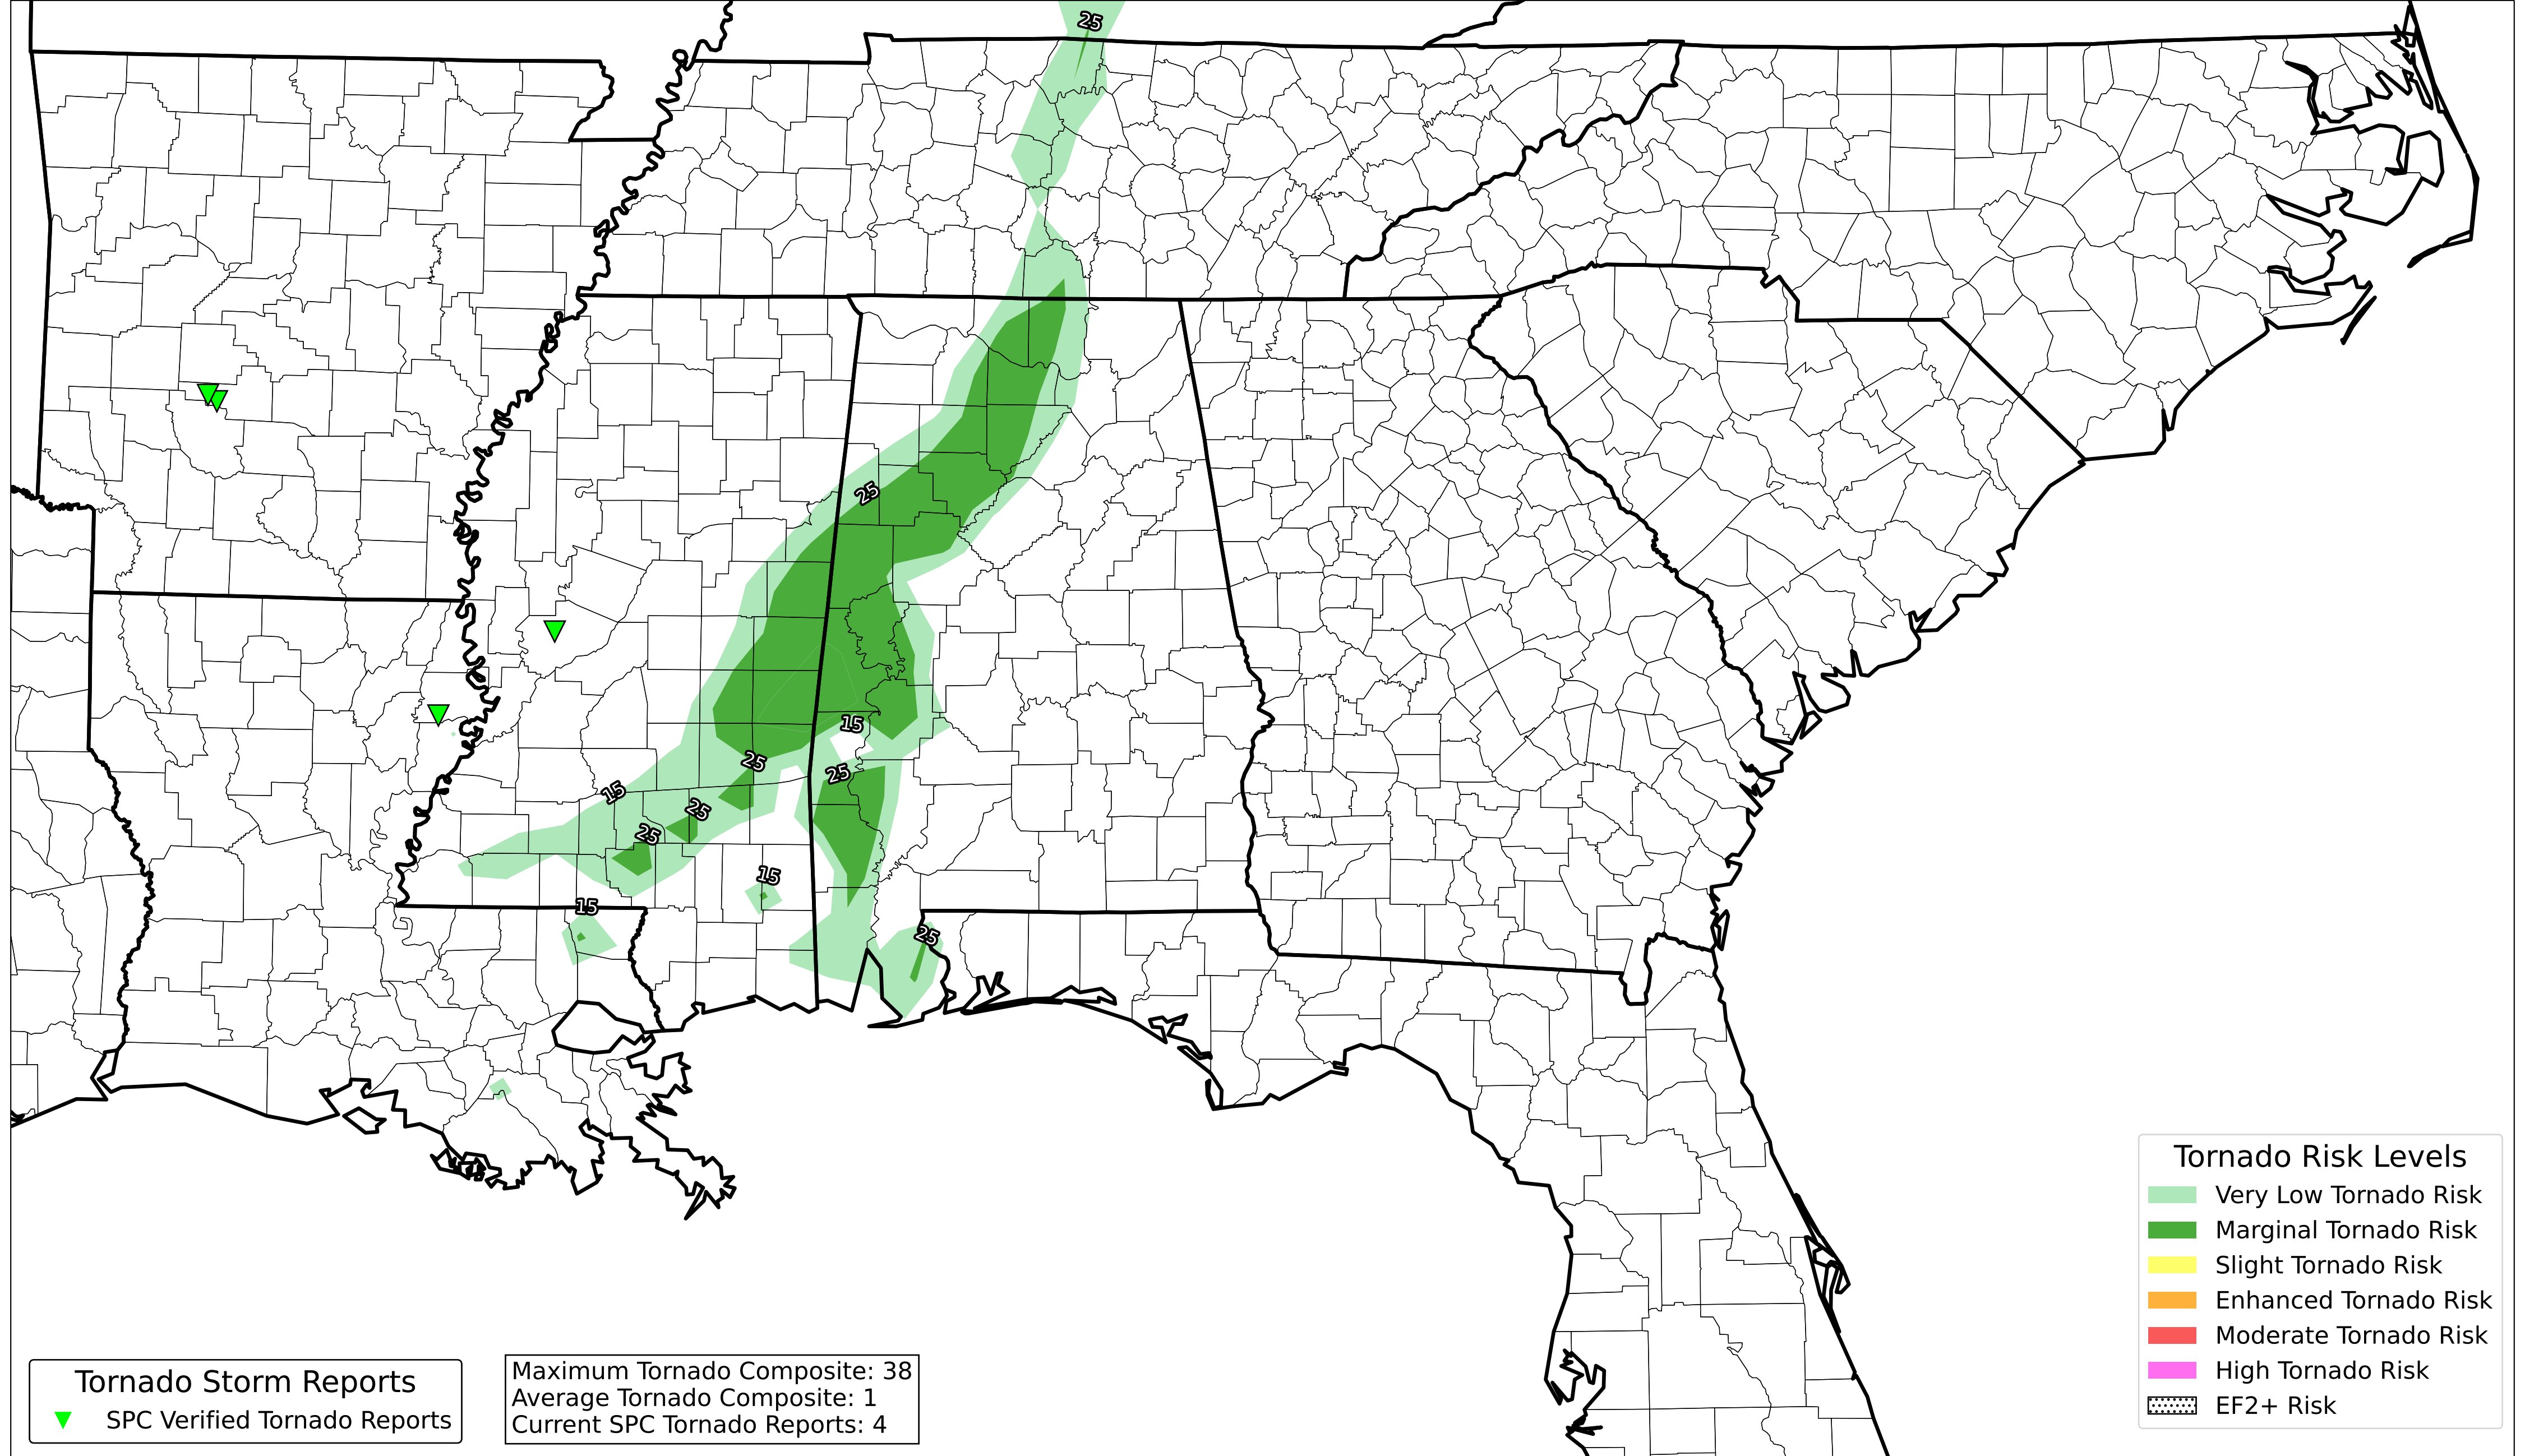 25
25
15
25
25
15
25
25
15
15
25
Tornado Risk Levels
Very Low Tornado Risk
Marginal Tornado Risk
Slight Tornado Risk
Enhanced Tornado Risk
Moderate Tornado Risk
High Tornado Risk
EF2+ Risk
Tornado Storm Reports
SPC Verified Tornado Reports
Maximum Tornado Composite: 38
Average Tornado Composite: 1
Current SPC Tornado Reports: 4